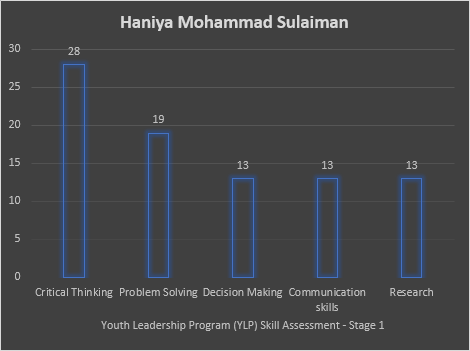 Haniya Mohammad Sulaiman
30
25
20
15
10
5
0
28
19
13
13
13
Critical Thinking
Problem Solving
Decision Making
Communication
skills
Research
Youth Leadership Program (YLP) Skill Assessment - Stage 1